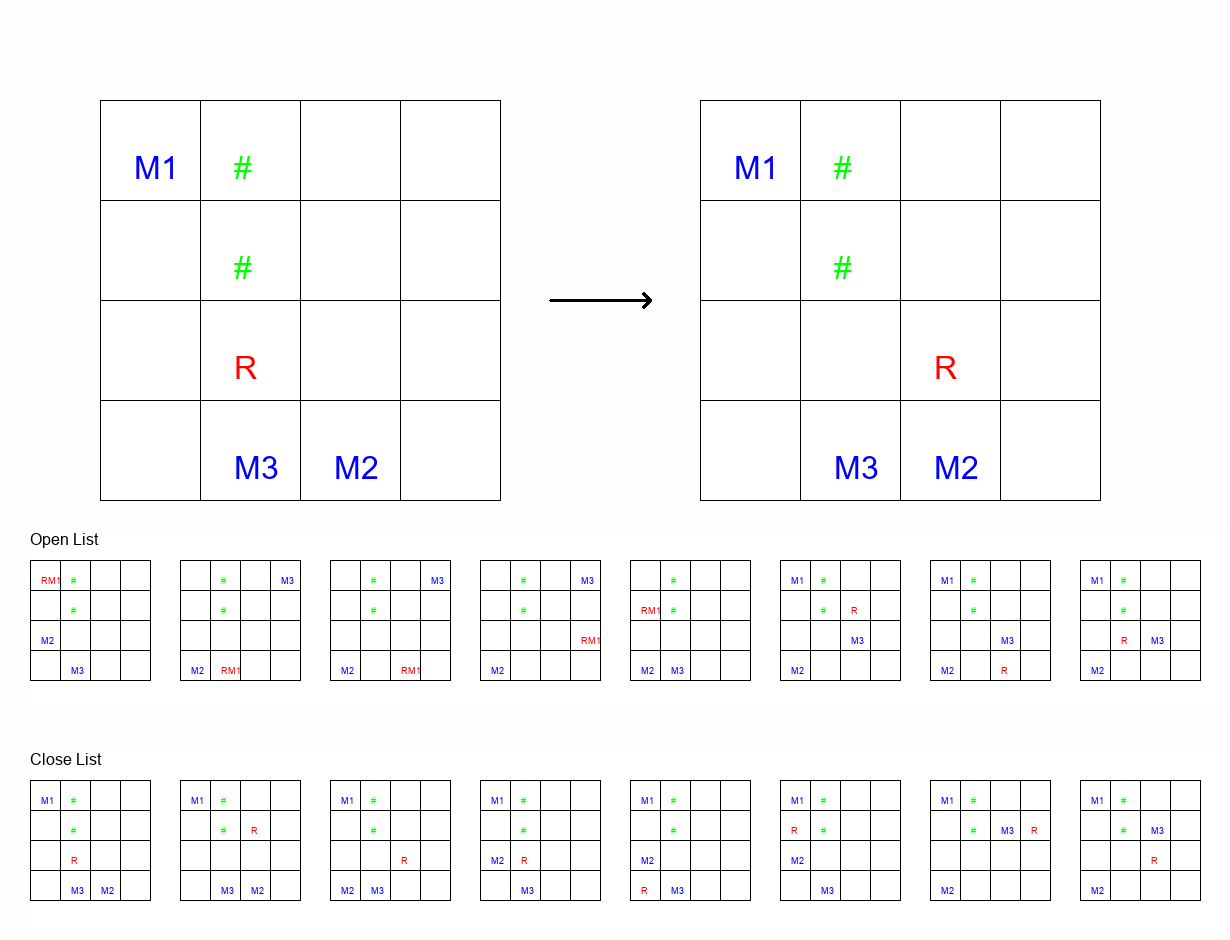 M1 # M1 #
# #
R R
M3 M2 M3 M2
Open List
RM1 # # M3 # M3 # M3 # M1 # M1 # M1 #
# # # # RM1 # # R # #
M2 RM1 M3 M3 R M3
M3 M2 RM1 M2 RM1 M2 M2 M3 M2 M2 R M2
Close List
M1 # M1 # M1 # M1 # M1 # M1 # M1 # M1 #
# # R # # # R # # M3 R # M3
R R M2 R M2 M2 R
M3 M2 M3 M2 M2 M3 M3 R M3 M3 M2 M2